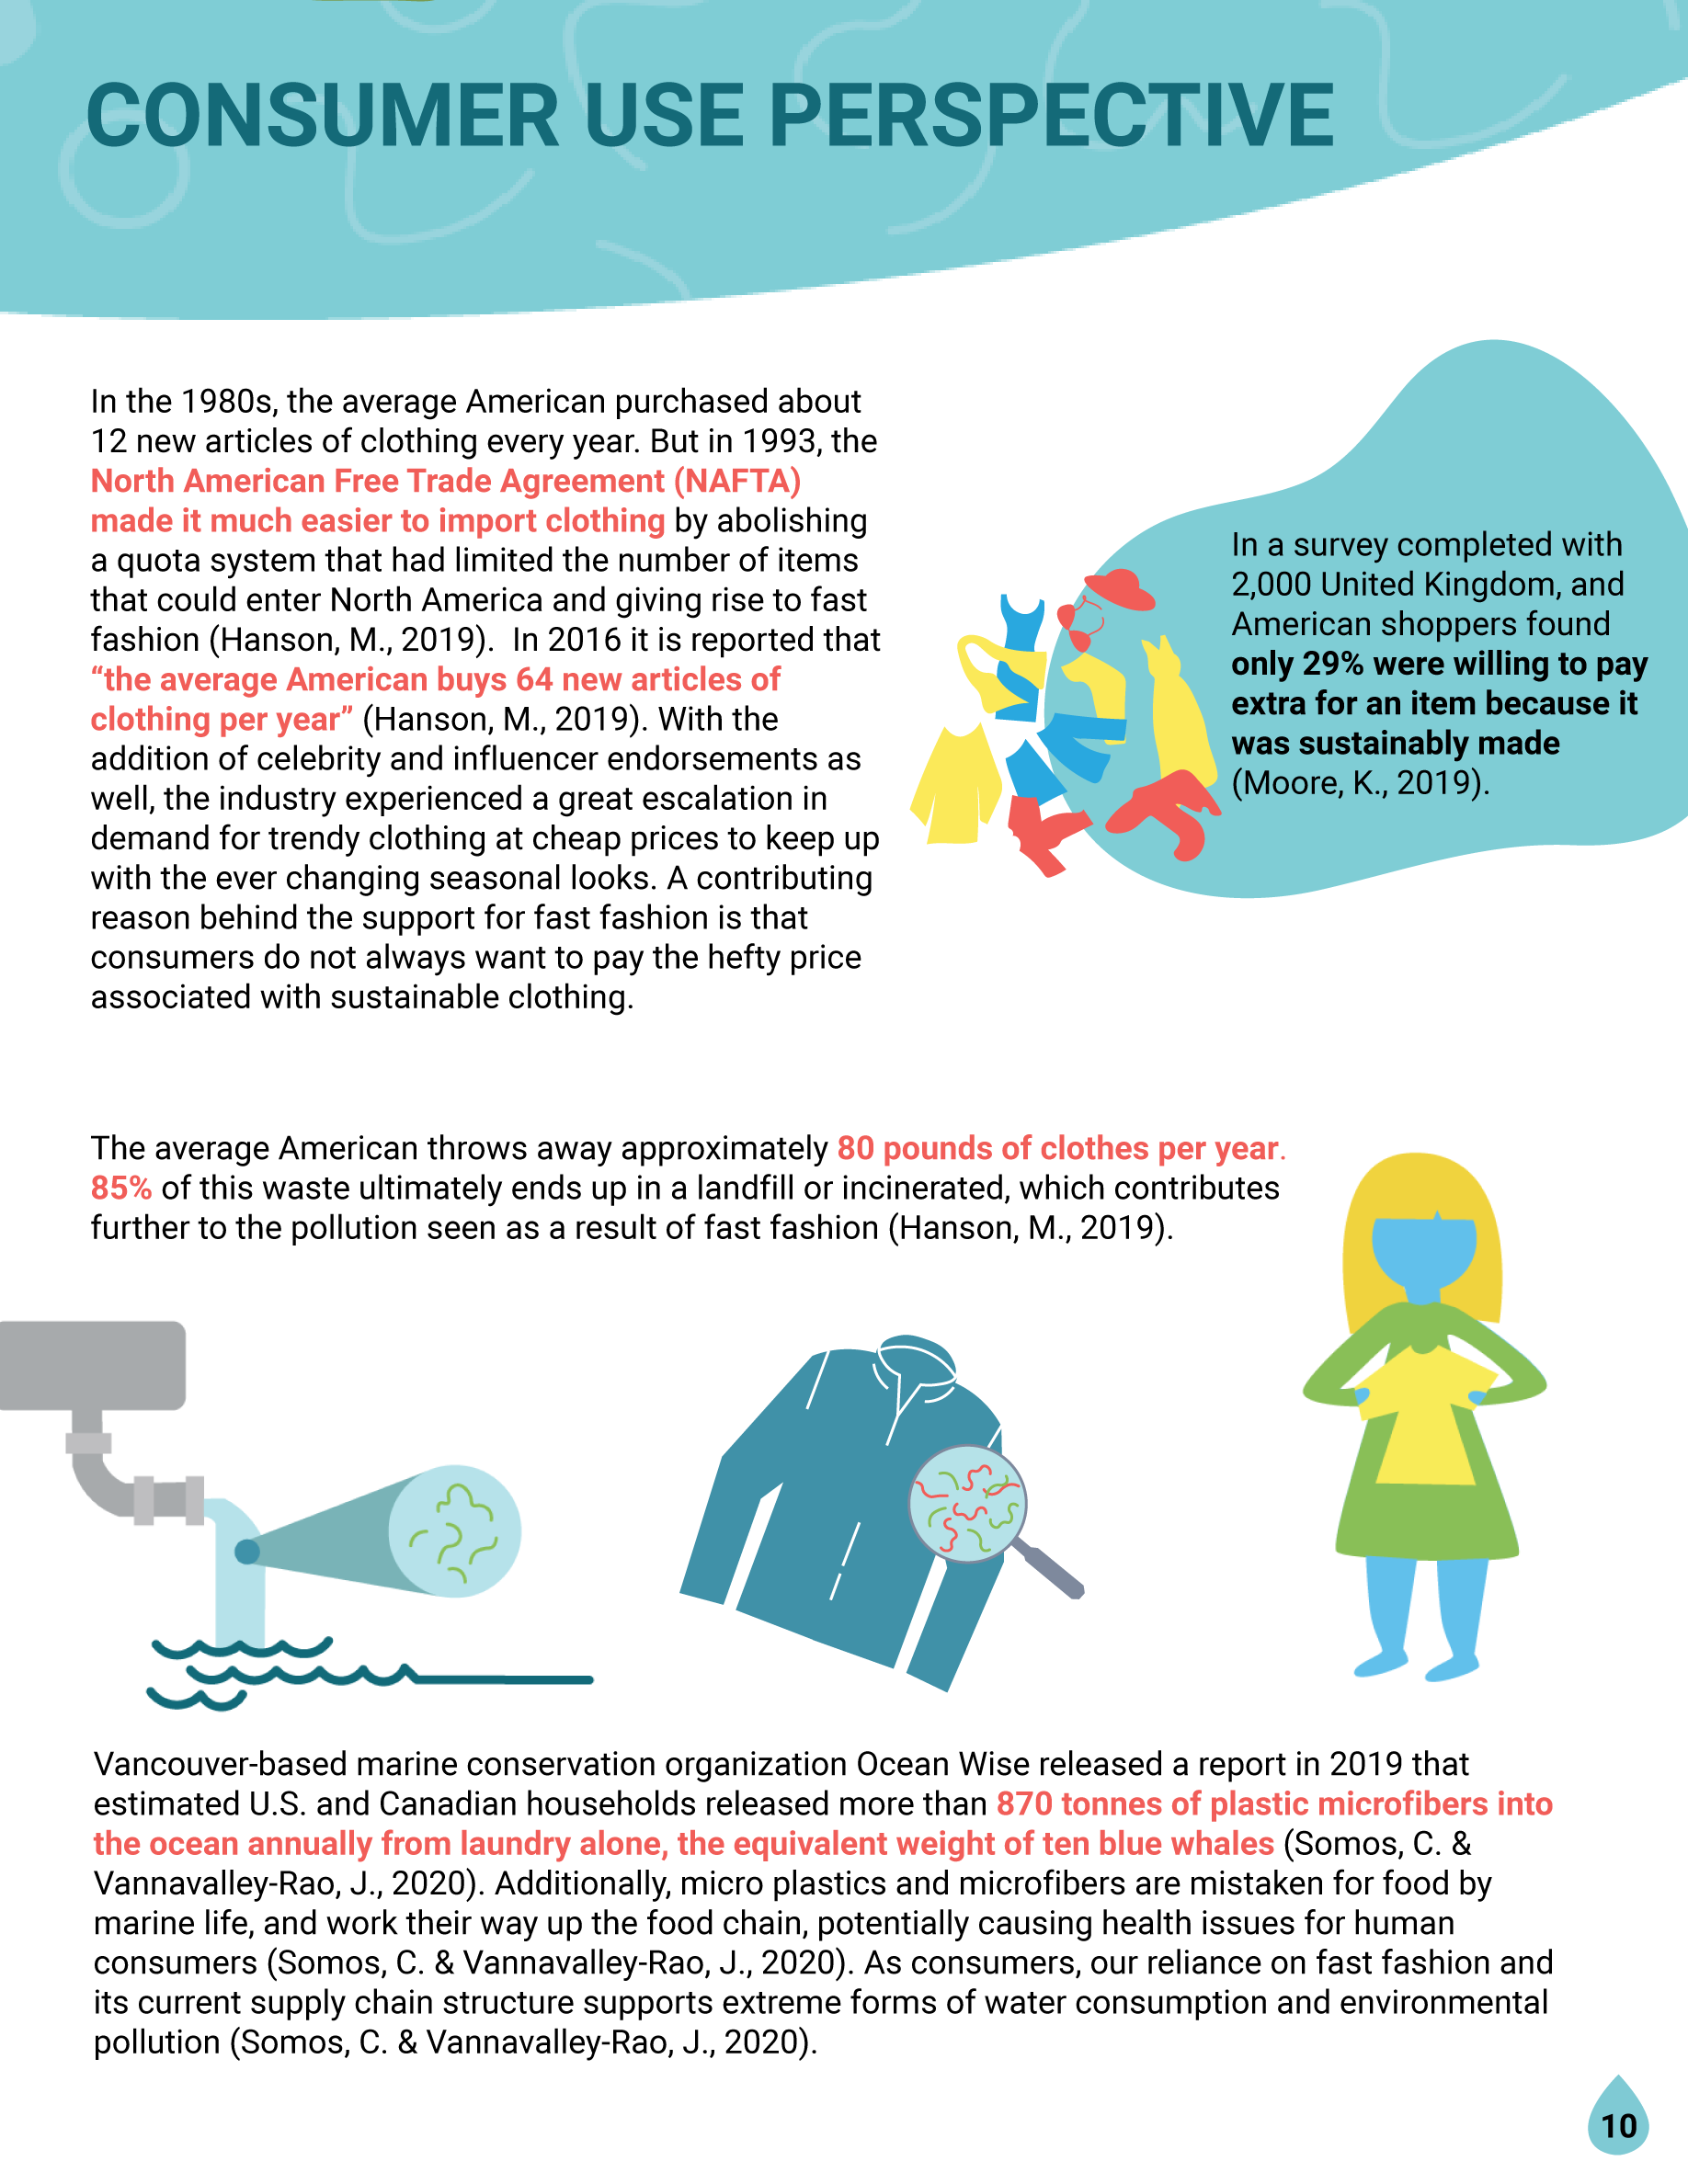 CONSUMER USE PERSPECTIVE
In the 1980s, the average American purchased about
12 new articles of clothing every year. But in 1993, the
North American Free Trade Agreement (NAFTA)
made it much easier to import clothing by abolishing
a quota system that had limited the number of items
that could enter North America and giving rise to fast
fashion (Hanson, M., 2019).  In 2016 it is reported that
“the average American buys 64 new articles of
clothing per year” (Hanson, M., 2019). With the
addition of celebrity and influencer endorsements as
well, the industry experienced a great escalation in
demand for trendy clothing at cheap prices to keep up
with the ever changing seasonal looks. A contributing
reason behind the support for fast fashion is that
consumers do not always want to pay the hefty price
associated with sustainable clothing.
In a survey completed with
2,000 United Kingdom, and
American shoppers found
only 29% were willing to pay
extra for an item because it
was sustainably made
(Moore, K., 2019).
The average American throws away approximately 80 pounds of clothes per year.
85% of this waste ultimately ends up in a landfill or incinerated, which contributes
further to the pollution seen as a result of fast fashion (Hanson, M., 2019).
Vancouver-based marine conservation organization Ocean Wise released a report in 2019 that
estimated U.S. and Canadian households released more than 870 tonnes of plastic microfibers into
the ocean annually from laundry alone, the equivalent weight of ten blue whales (Somos, C. &
Vannavalley-Rao, J., 2020). Additionally, micro plastics and microfibers are mistaken for food by
marine life, and work their way up the food chain, potentially causing health issues for human
consumers (Somos, C. & Vannavalley-Rao, J., 2020). As consumers, our reliance on fast fashion and
its current supply chain structure supports extreme forms of water consumption and environmental
pollution (Somos, C. & Vannavalley-Rao, J., 2020).
10